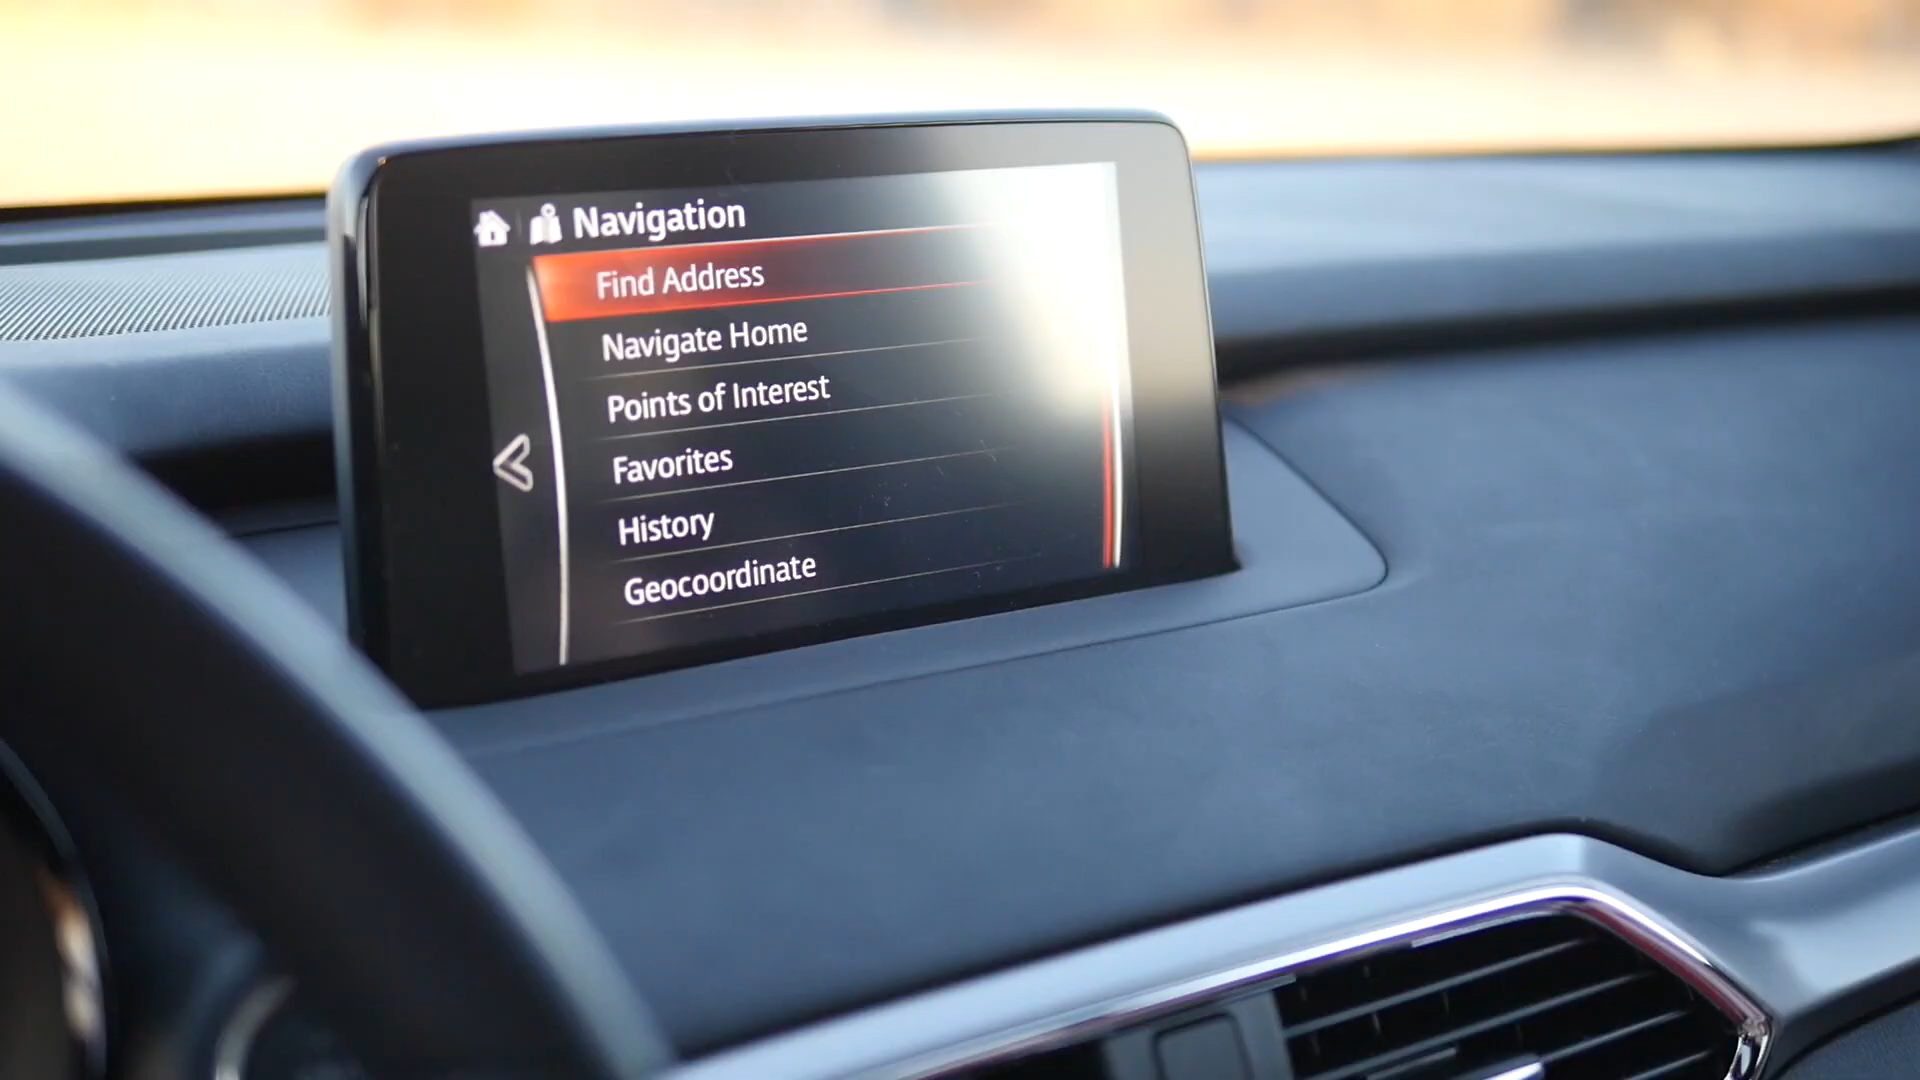 Navigation
Find Address
Navigate Home
Points of Interest
Favorites
History
Geocoordinate